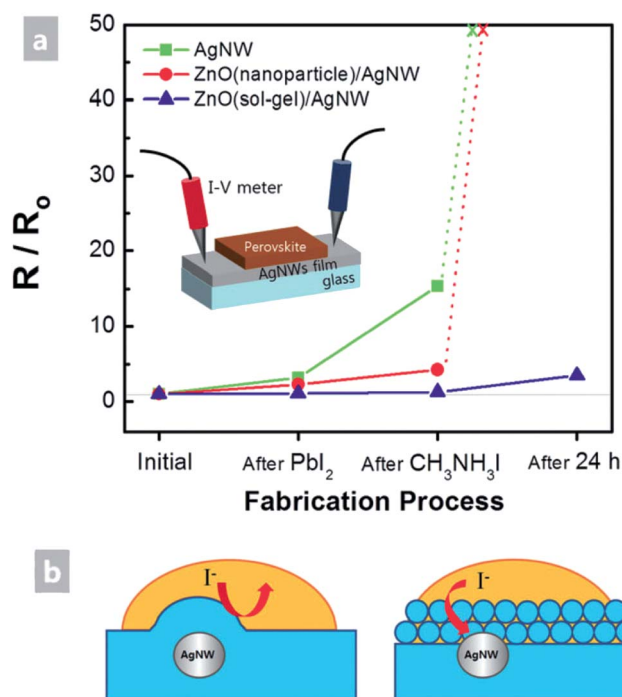 a
50
40
30
20
10
0
R / R₀
AgNW
ZnO(nanoparticle)/AgNW
ZnO(sol-gel)/AgNW
I-V meter
Perovskite
AgNWs film
glass
Initial
After PbI₂
After CH₃NH₃I
After 24 h
Fabrication Process
b
I⁻
AgNW
I⁻
AgNW